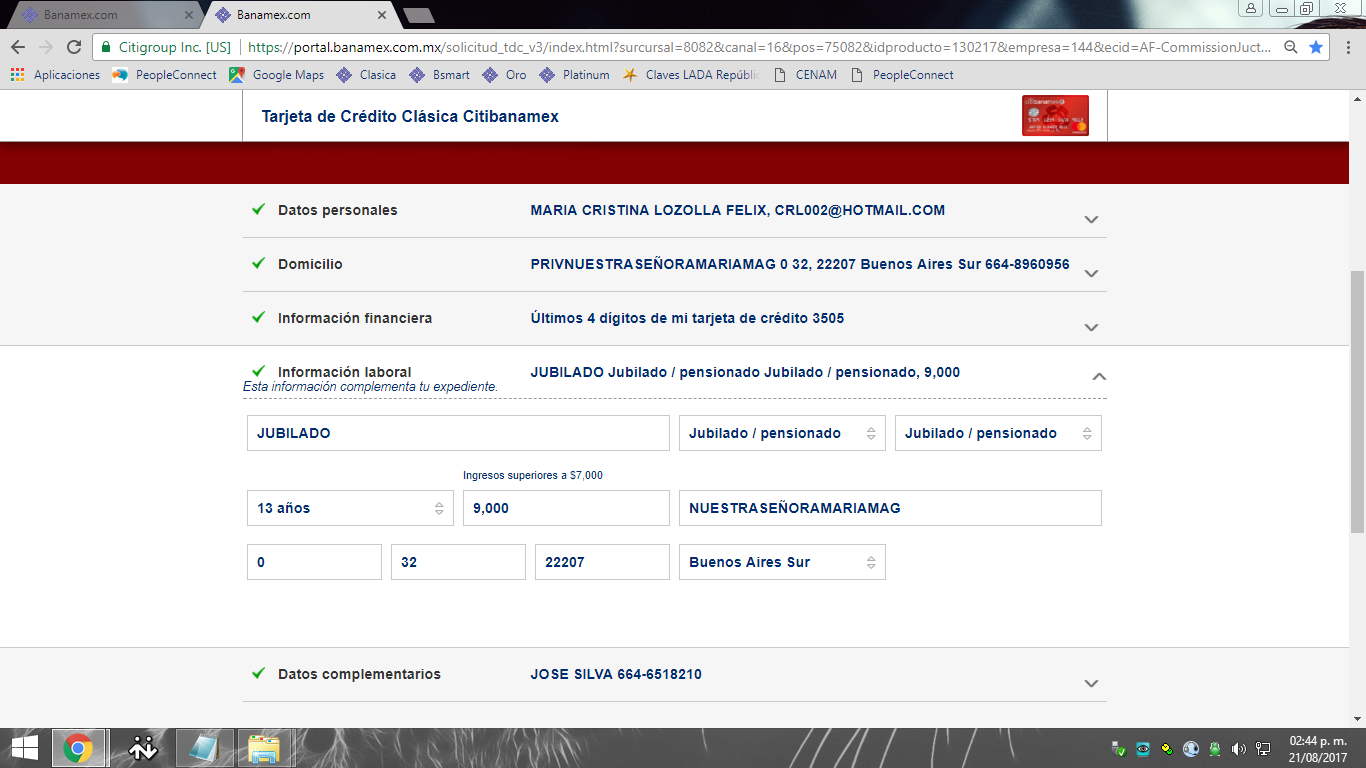 Banamex.com
Banamex.com
Citigroup Inc. [US] https://portal.banamex.com.mx/solicitud_tdc_v3/index.html?surcursal=8082&canal=16&pos=75082&idproducto=130217&empresa=144&ecid=AF-CommissionJuct...
Aplicaciones PeopleConnect Google Maps Clasica Bsmart Oro Platinum Claves LADA Repúbli CENAM PeopleConnect
Tarjeta de Crédito Clásica Citibanamex
Datos personales MARIA CRISTINA LOZOLLA FELIX, CRL002@HOTMAIL.COM
Domicilio PRIVNUESTRASEÑORAMARIAMAG 0 32, 22207 Buenos Aires Sur 664-8960956
Información financiera Últimos 4 dígitos de mi tarjeta de crédito 3505
Información laboral JUBILADO Jubilado / pensionado Jubilado / pensionado, 9,000
Esta información complementa tu expediente.
JUBILADO Jubilado / pensionado Jubilado / pensionado
Ingresos superiores a $7,000
13 años 9,000 NUESTRASEÑORAMARIAMAG
0 32 22207 Buenos Aires Sur
Datos complementarios JOSE SILVA 664-6518210
02:44 p. m.
21/08/2017